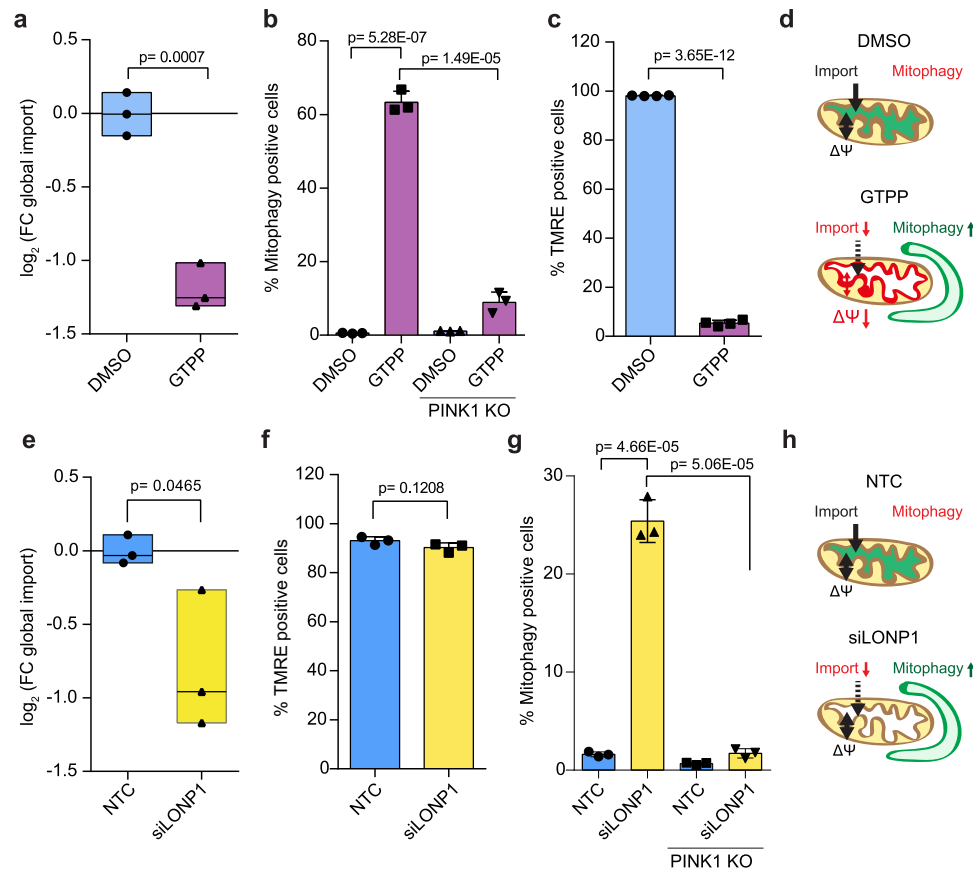 a
0.5
0.0
-0.5
-1.0
-1.5
log2 (FC global import)
p= 0.0007
DMSO
GTPP
b
80
60
40
20
0
% Mitophagy positive cells
p= 5.28E-07
p= 1.49E-05
DMSO
GTPP
DMSO
GTPP
PINK1 KO
c
120
100
80
60
40
20
0
% TMRE positive cells
p= 3.65E-12
DMSO
GTPP
d
DMSO
Import Mitophagy
ΔΨ
GTPP
Import Mitophagy
ΔΨ
e
0.5
0.0
-0.5
-1.0
-1.5
log2 (FC global import)
p= 0.0465
NTC
siLONP1
f
120
100
80
60
40
20
0
% TMRE positive cells
p= 0.1208
NTC
siLONP1
g
30
20
10
0
% Mitophagy positive cells
p= 4.66E-05
p= 5.06E-05
NTC
siLONP1
NTC
siLONP1
PINK1 KO
h
NTC
Import Mitophagy
ΔΨ
siLONP1
Import Mitophagy
ΔΨ